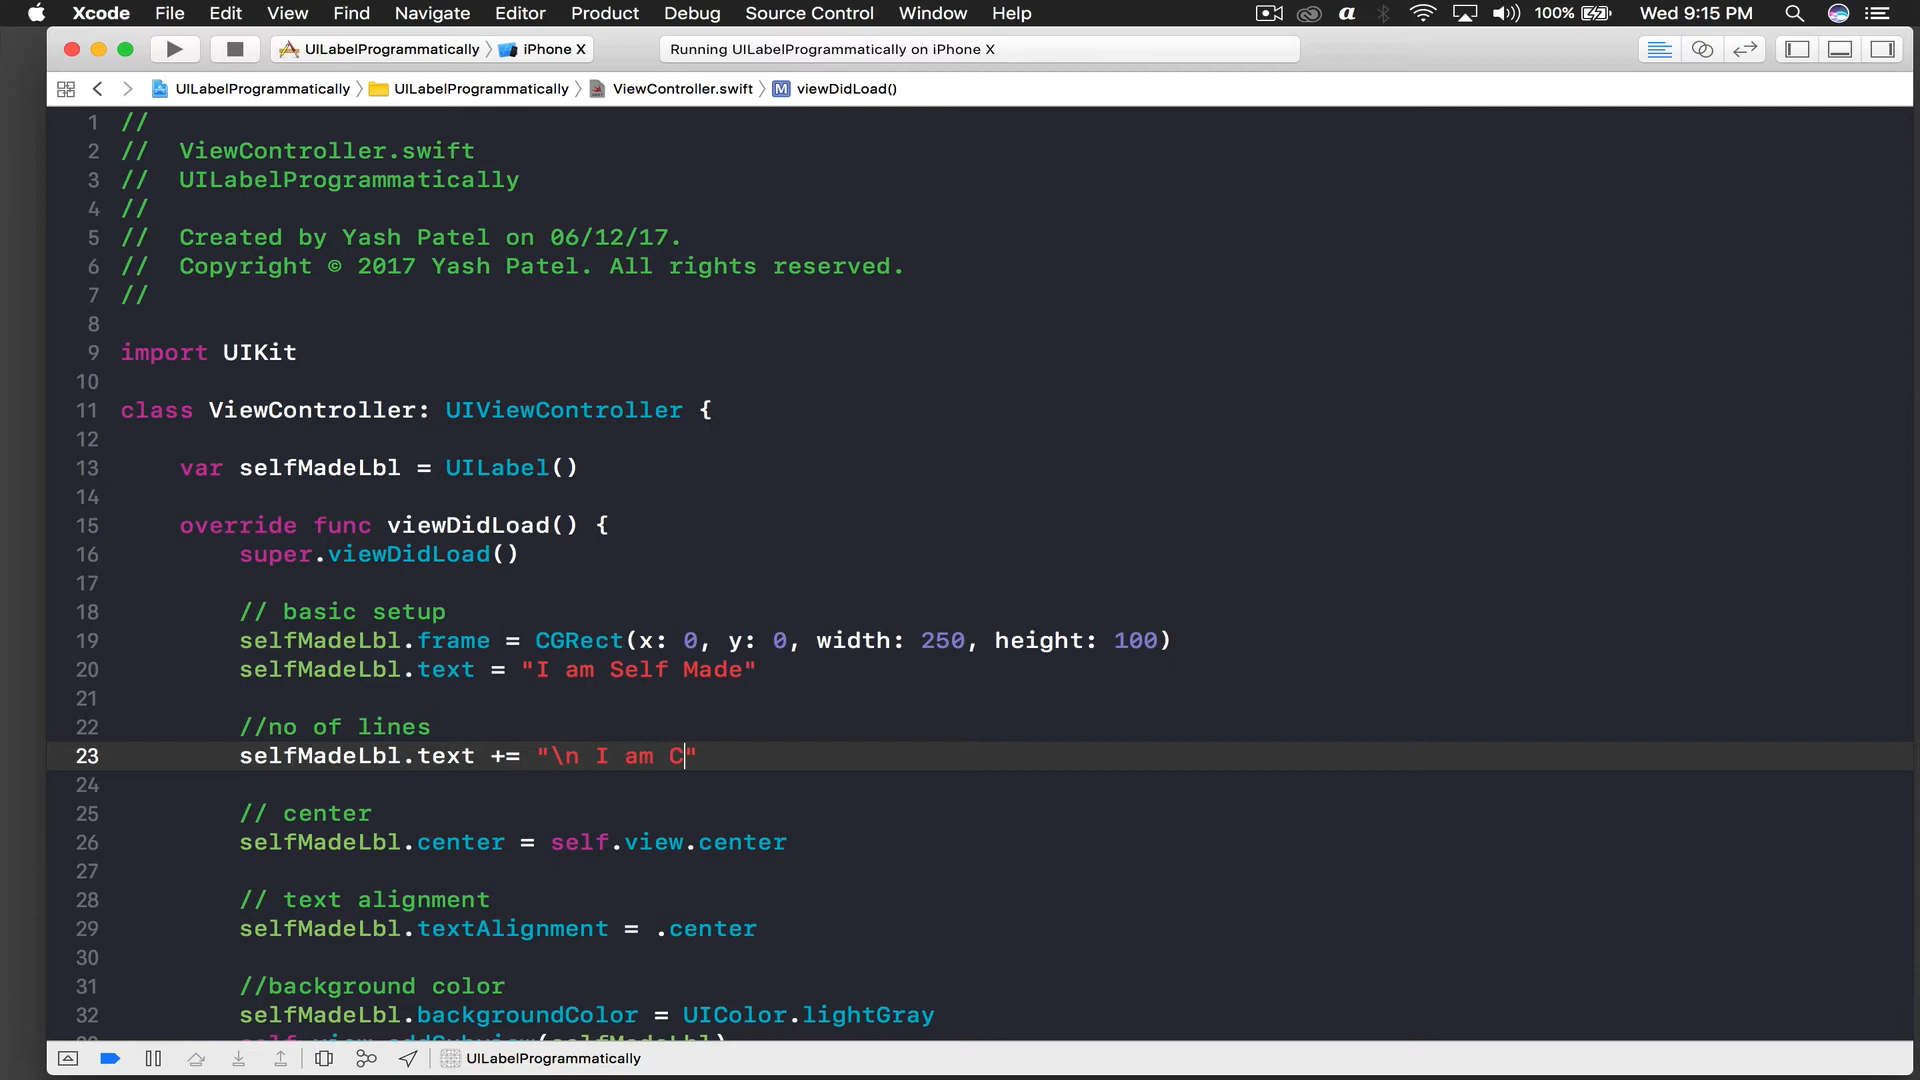 Xcode File Edit View Find Navigate Editor Product Debug Source Control Window Help 100% Wed 9:15 PM
UILabelProgrammatically iPhone X Running UILabelProgrammatically on iPhone X
UILabelProgrammatically UILabelProgrammatically ViewController.swift M viewDidLoad()
1 //
2 // ViewController.swift
3 // UILabelProgrammatically
4 //
5 // Created by Yash Patel on 06/12/17.
6 // Copyright © 2017 Yash Patel. All rights reserved.
7 //
8
9 import UIKit
10
11 class ViewController: UIViewController {
12
13 var selfMadeLbl = UILabel()
14
15 override func viewDidLoad() {
16 super.viewDidLoad()
17
18 // basic setup
19 selfMadeLbl.frame = CGRect(x: 0, y: 0, width: 250, height: 100)
20 selfMadeLbl.text = "I am Self Made"
21
22 //no of lines
23 selfMadeLbl.text += "\n I am C"
24
25 // center
26 selfMadeLbl.center = self.view.center
27
28 // text alignment
29 selfMadeLbl.textAlignment = .center
30
31 //background color
32 selfMadeLbl.backgroundColor = UIColor.lightGray
self.view.addSubview(selfMadeLbl)
UILabelProgrammatically